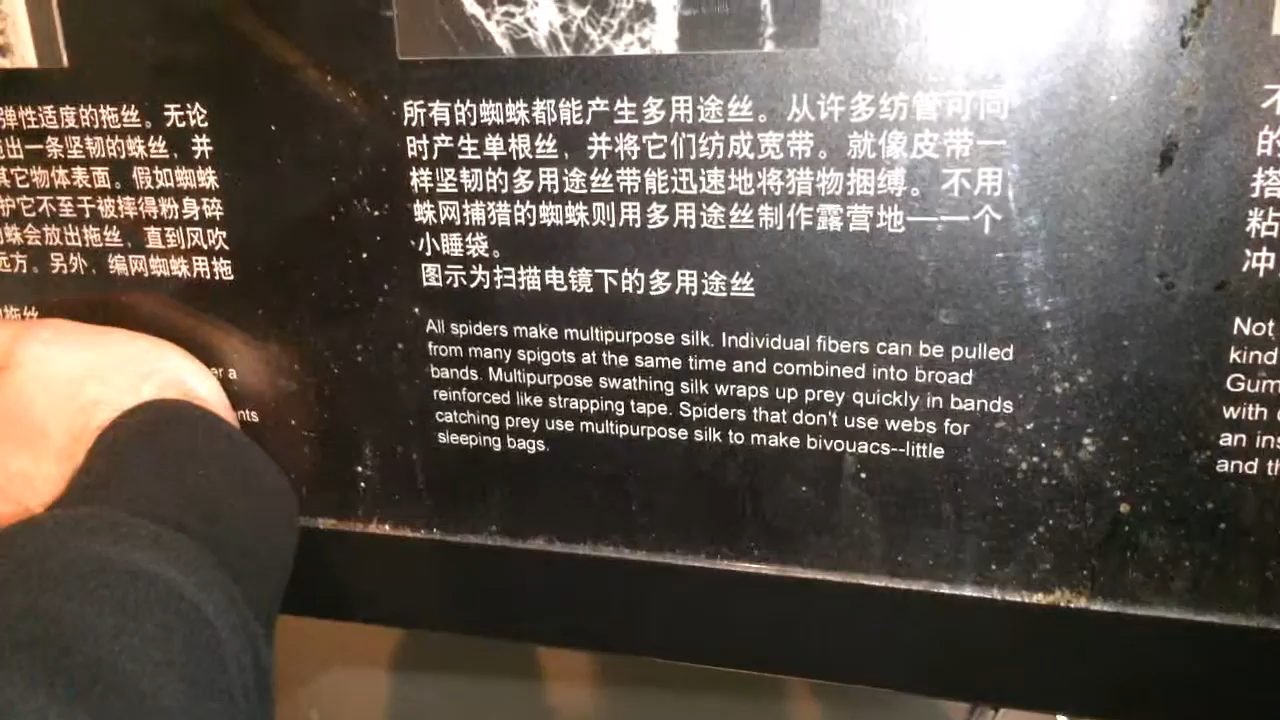 弹性适度的拖丝。无论
出一条坚韧的蛛丝，并
其它物体表面。假如蜘蛛
护它不至于被摔得粉身碎
蛛会放出拖丝，直到风吹
远方。另外，编网蜘蛛用拖
拖丝
er a
nts
所有的蜘蛛都能产生多用途丝。从许多纺管可同
时产生单根丝，并将它们纺成宽带。就像皮带一
样坚韧的多用途丝带能迅速地将猎物捆缚。不用
蛛网捕猎的蜘蛛则用多用途丝制作露营地——一个
小睡袋。
图示为扫描电镜下的多用途丝
All spiders make multipurpose silk. Individual fibers can be pulled
from many spigots at the same time and combined into broad
bands. Multipurpose swathing silk wraps up prey quickly in bands
reinforced like strapping tape. Spiders that don't use webs for
catching prey use multipurpose silk to make bivouacs--little
sleeping bags.
不
的
搭
粘
冲
Not
kind
Gum
with
an ins
and th